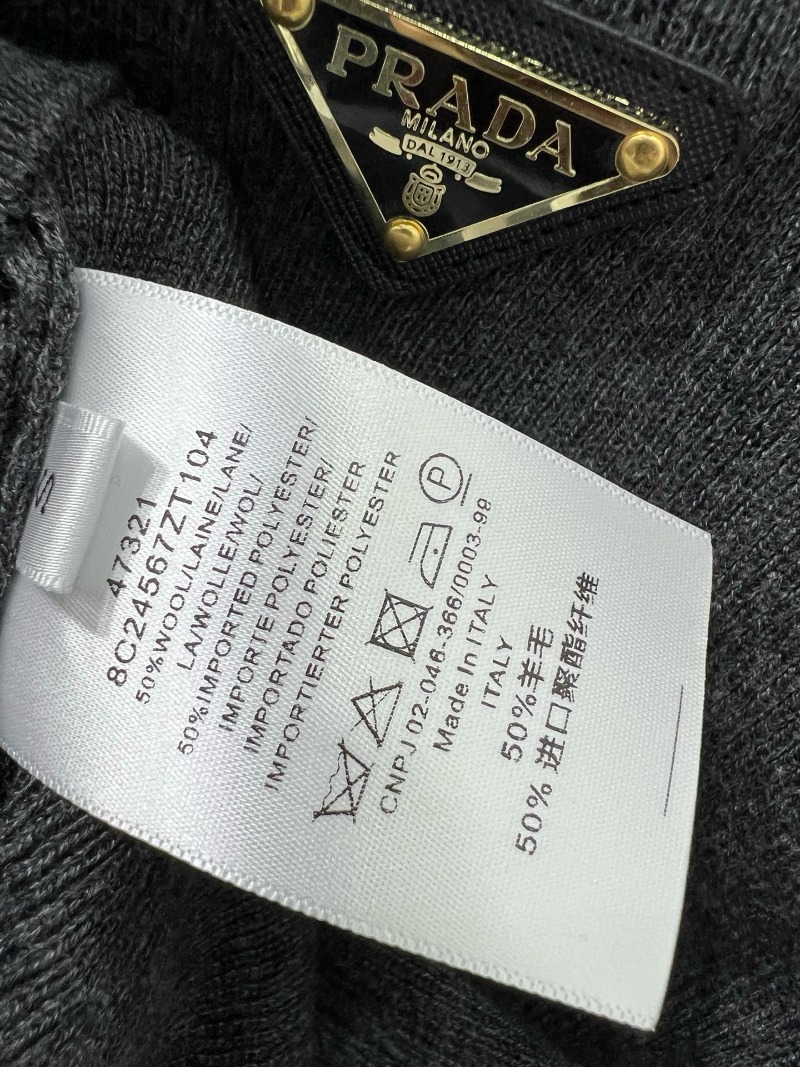 PRADA
MILANO
DAL 1913
S
47321
8C24567ZT104
50%WOOL/LAINE/LANE/
LA/WOLLE/WOL/
50%IMPORTED POLYESTER/
IMPORTE POLYESTER/
IMPORTADO POLIESTER
IMPORTIERTER POLYESTER
P
CNPJ 02-046-366/0003-99
Made In ITALY
ITALY
50%羊毛
50% 进口聚酯纤维